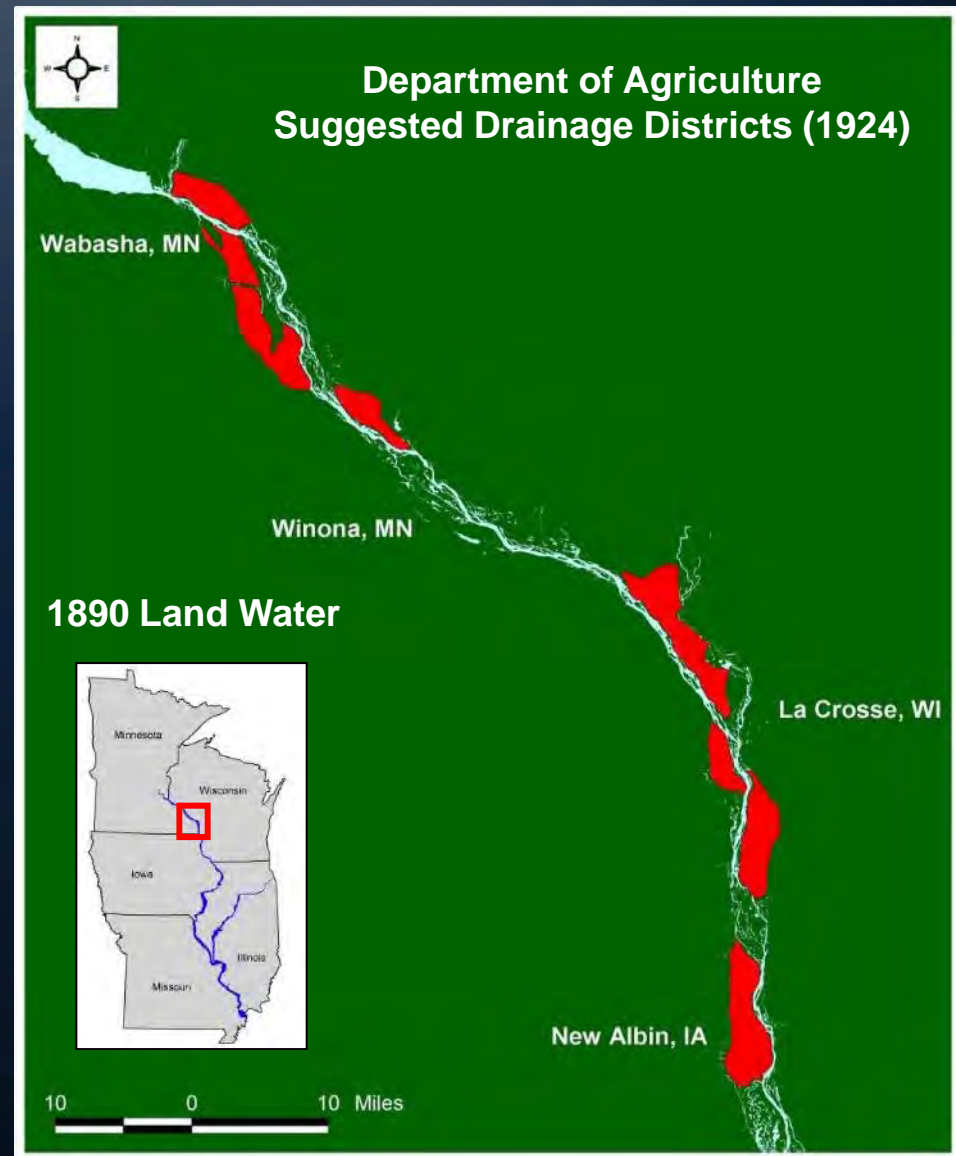 N
W E
S
Department of Agriculture
Suggested Drainage Districts (1924)
Wabasha, MN
Winona, MN
1890 Land Water
Minnesota
Wisconsin
Iowa
Illinois
Missouri
La Crosse, WI
New Albin, IA
10 0 10 Miles